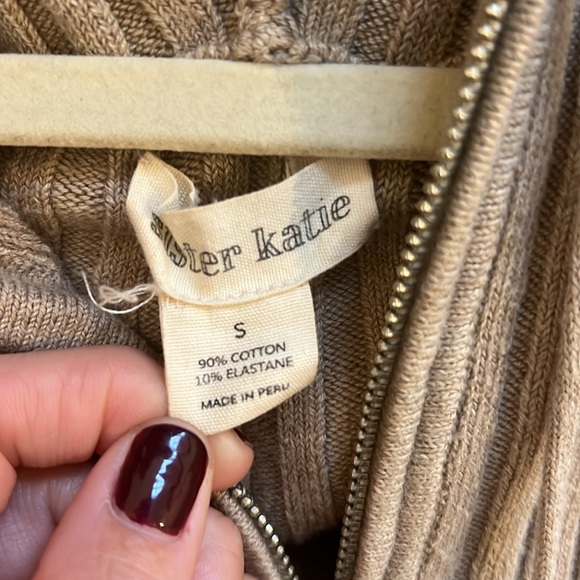 sister katie
S
90% COTTON
10% ELASTANE
MADE IN PERU